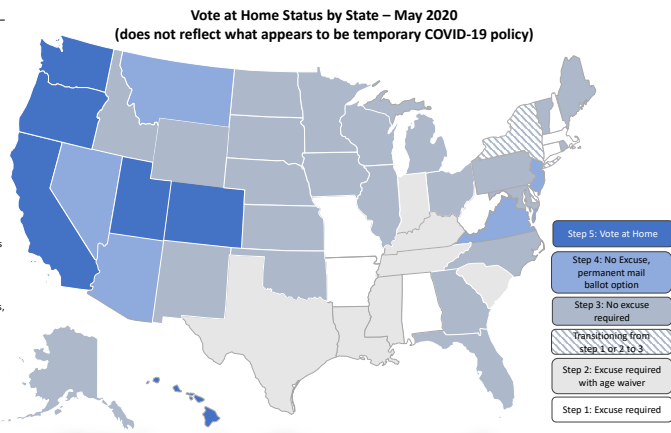 Vote at Home Status by State – May 2020
(does not reflect what appears to be temporary COVID-19 policy)
s
s,
Step 5: Vote at Home
Step 4: No Excuse,
permanent mail
ballot option
Step 3: No excuse
required
Transitioning from
step 1 or 2 to 3
Step 2: Excuse required
with age waiver
Step 1: Excuse required